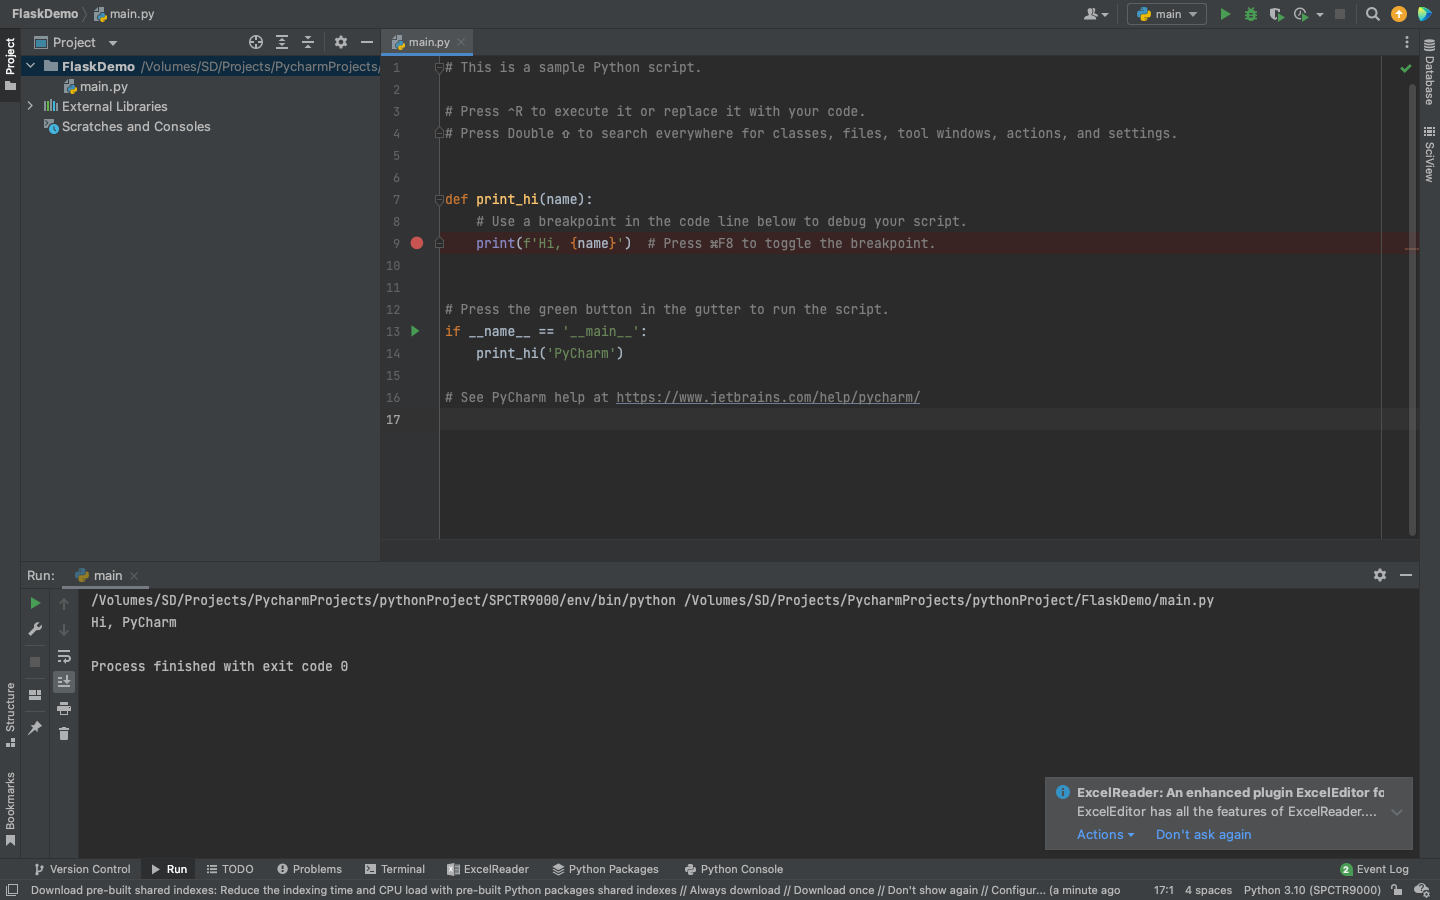 FlaskDemo
main.py
main
Project
Project
FlaskDemo /Volumes/SD/Projects/PycharmProjects/
main.py
External Libraries
Scratches and Consoles
main.py
1 # This is a sample Python script.
2
3 # Press ⌃R to execute it or replace it with your code.
4 # Press Double ⇧ to search everywhere for classes, files, tool windows, actions, and settings.
5
6
7 def print_hi(name):
8 # Use a breakpoint in the code line below to debug your script.
9 print(f'Hi, {name}')  # Press ⌘F8 to toggle the breakpoint.
10
11
12 # Press the green button in the gutter to run the script.
13 if __name__ == '__main__':
14 print_hi('PyCharm')
15
16 # See PyCharm help at https://www.jetbrains.com/help/pycharm/
17
Database
SciView
Run:
main
/Volumes/SD/Projects/PycharmProjects/pythonProject/SPCTR9000/env/bin/python /Volumes/SD/Projects/PycharmProjects/pythonProject/FlaskDemo/main.py
Hi, PyCharm
Process finished with exit code 0
Structure
Bookmarks
ExcelReader: An enhanced plugin ExcelEditor fo
ExcelEditor has all the features of ExcelReader....
Actions
Don't ask again
Version Control
Run
TODO
Problems
Terminal
ExcelReader
Python Packages
Python Console
2 Event Log
Download pre-built shared indexes: Reduce the indexing time and CPU load with pre-built Python packages shared indexes // Always download // Download once // Don't show again // Configur... (a minute ago
17:1
4 spaces
Python 3.10 (SPCTR9000)